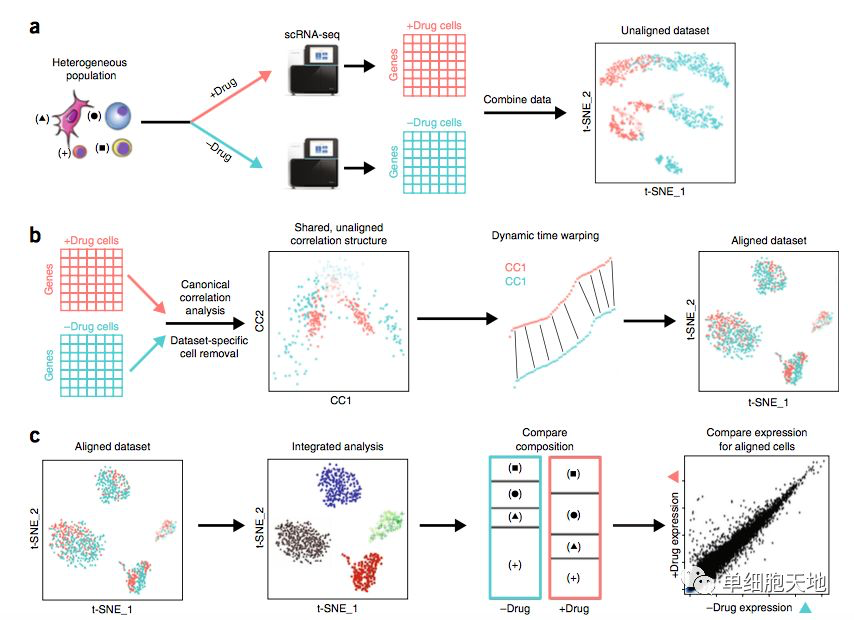 a
Heterogeneous
population
(▲)
(●)
(+)
(■)
+Drug
–Drug
scRNA-seq
+Drug cells
Genes
–Drug cells
Genes
Combine data
Unaligned dataset
t-SNE_2
t-SNE_1
b
+Drug cells
Genes
–Drug cells
Genes
Canonical
correlation
analysis
Dataset-specific
cell removal
Shared, unaligned
correlation structure
CC2
CC1
Dynamic time warping
CC1
CC1
Aligned dataset
t-SNE_2
t-SNE_1
c
Aligned dataset
t-SNE_2
t-SNE_1
Integrated analysis
t-SNE_2
t-SNE_1
Compare
composition
(■)
(●)
(▲)
(+)
–Drug
(■)
(●)
(▲)
(+)
+Drug
Compare expression
for aligned cells
+Drug expression
–Drug expression
单细胞天地